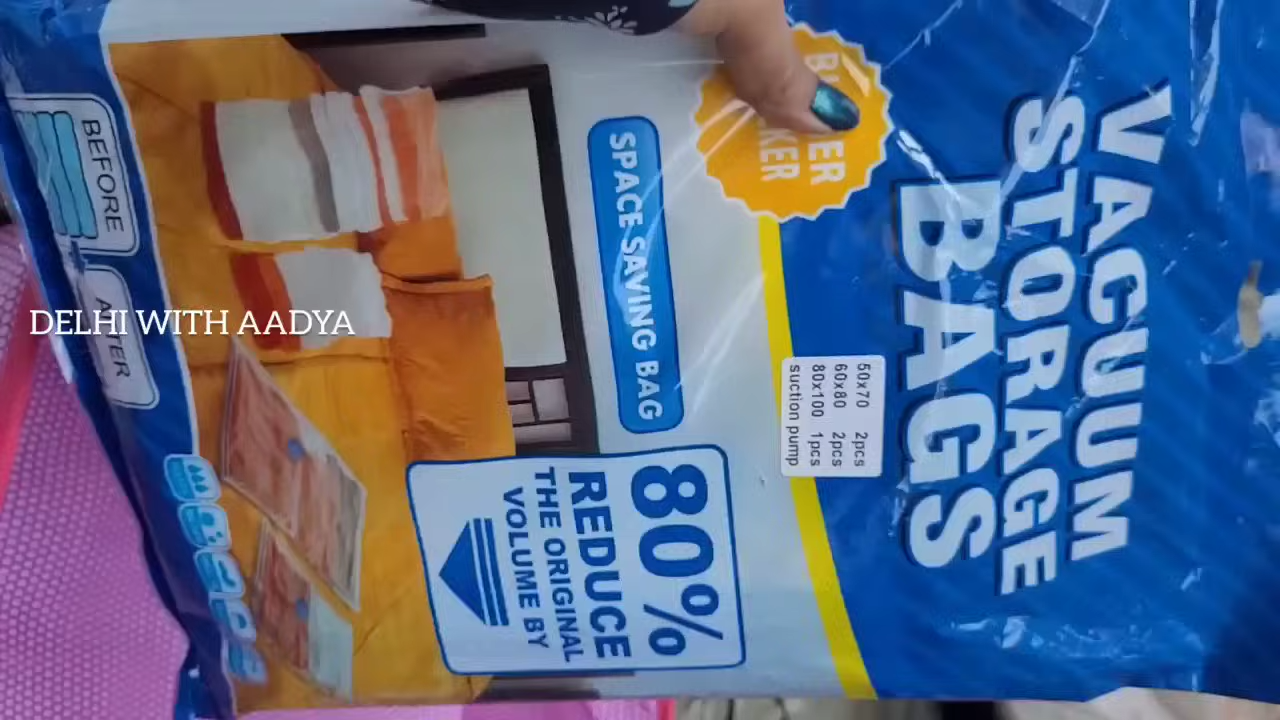 VACUUM
STORAGE
BAGS
50x70 2pcs
60x80 2pcs
80x100 1pcs
suction pump
SPACE SAVING BAG
80%
REDUCE
THE ORIGINAL
VOLUME BY
BEFORE
AFTER
DELHI WITH AADYA